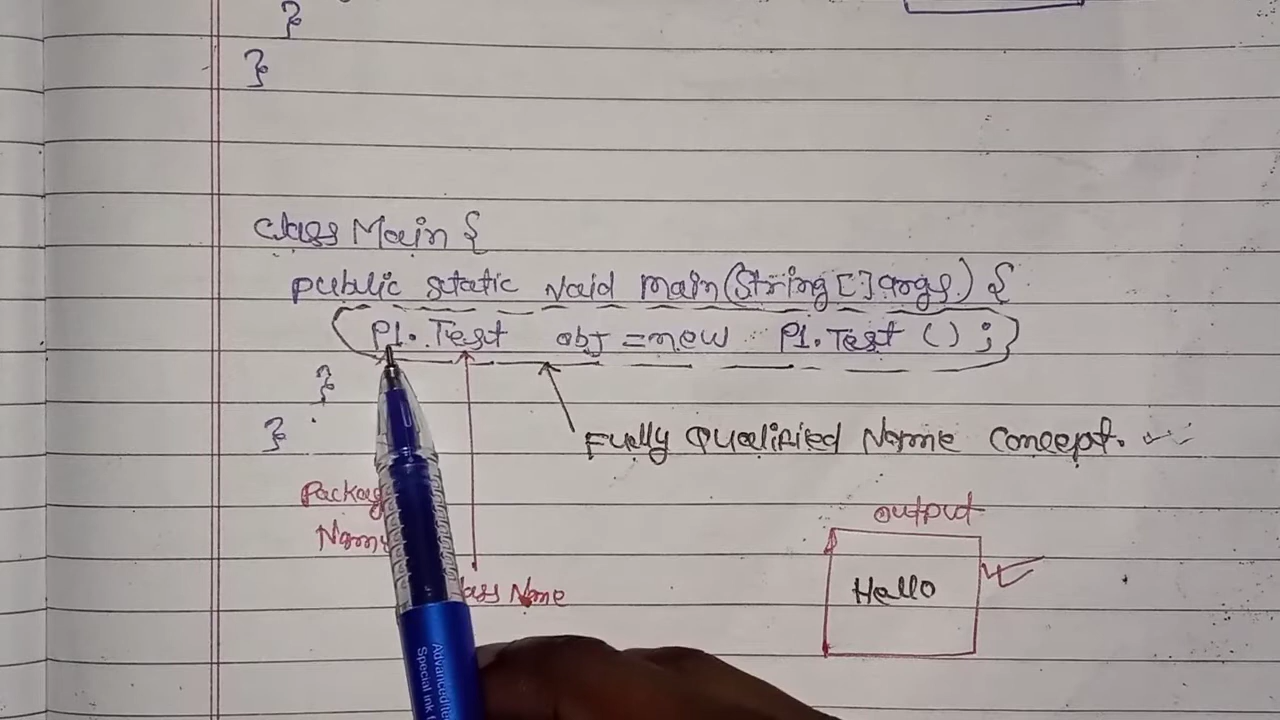 }
}
class Main {
public static void main(String [] args) {
P1.Test obj = new P1.Test () ;
}
}
Fully Qualified Name Concept.
Package
Name
Class Name
output
Hello